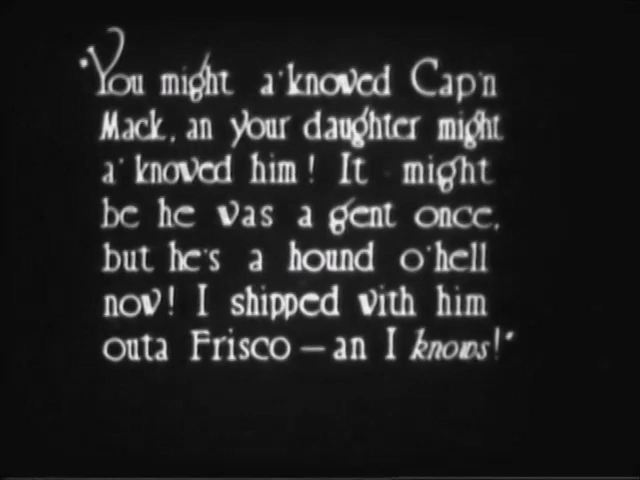 "You might a' knoved Cap'n
Mack, an your daughter might
a' knoved him! It might
be he vas a gent once,
but he's a hound o' hell
nov! I shipped vith him
outa Frisco — an I knows!"